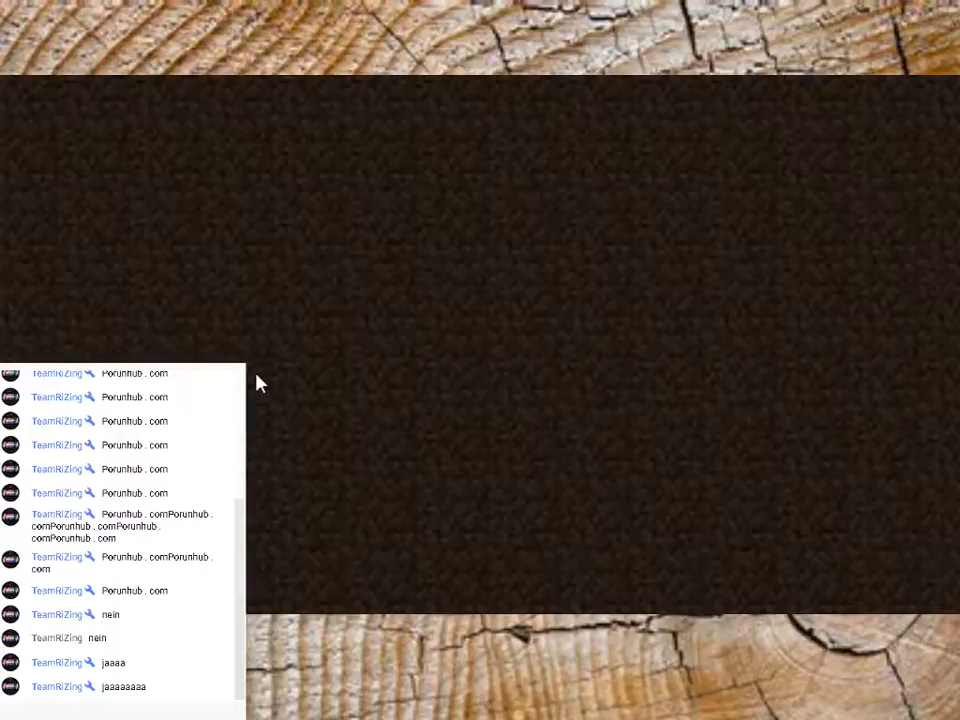 TeamRiZing Porunhub . com
TeamRiZing Porunhub . com
TeamRiZing Porunhub . com
TeamRiZing Porunhub . com
TeamRiZing Porunhub . com
TeamRiZing Porunhub . com
TeamRiZing Porunhub . comPorunhub .
comPorunhub . comPorunhub .
comPorunhub . com
TeamRiZing Porunhub . comPorunhub .
com
TeamRiZing Porunhub . com
TeamRiZing nein
TeamRiZing nein
TeamRiZing jaaaa
TeamRiZing jaaaaaaaa